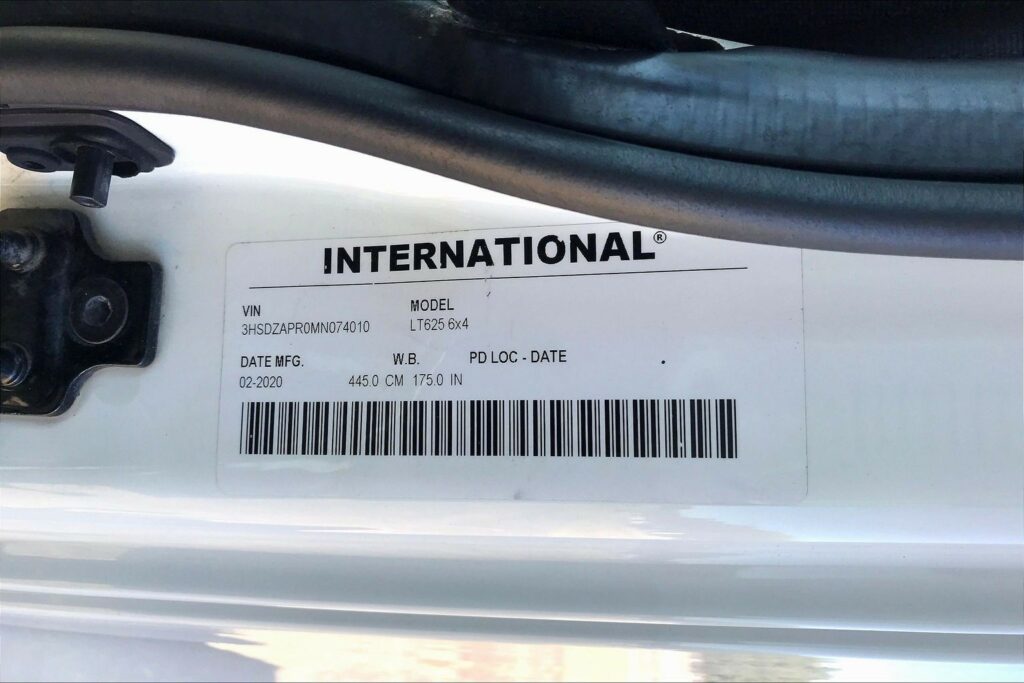 INTERNATIONAL®
VIN MODEL
3HSDZAPR0MN074010 LT625 6x4
DATE MFG. W.B. PD LOC - DATE
02-2020 445.0 CM 175.0 IN